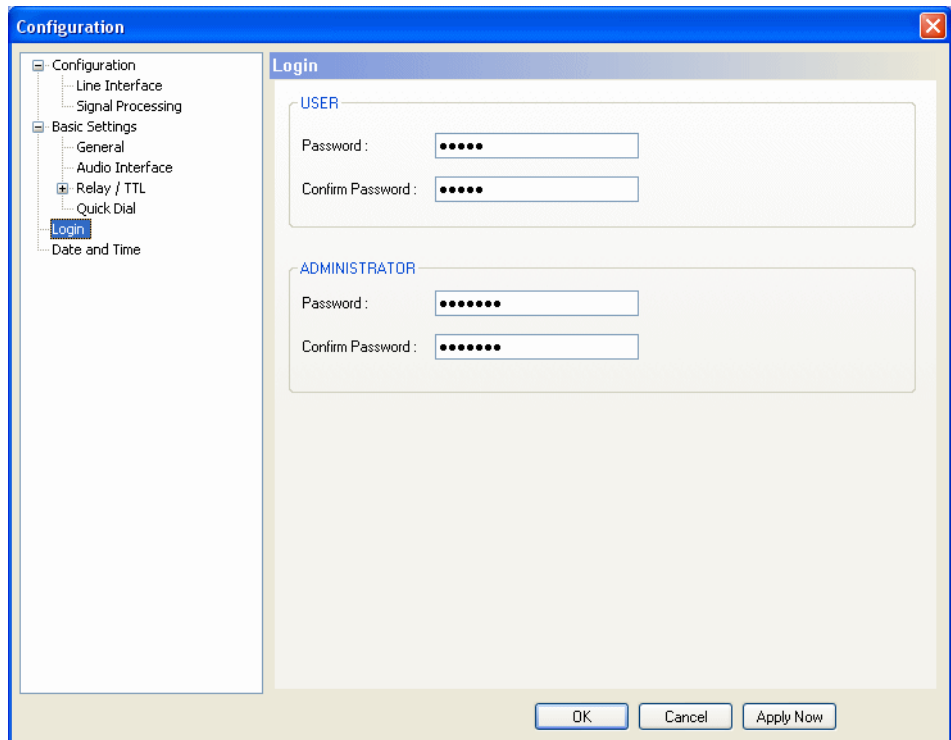 Configuration
Configuration
Line Interface
Signal Processing
Basic Settings
General
Audio Interface
Relay / TTL
Quick Dial
Login
Date and Time
Login
USER
Password :
●●●●●
Confirm Password :
●●●●●
ADMINISTRATOR
Password :
●●●●●●●
Confirm Password :
●●●●●●●
OK
Cancel
Apply Now